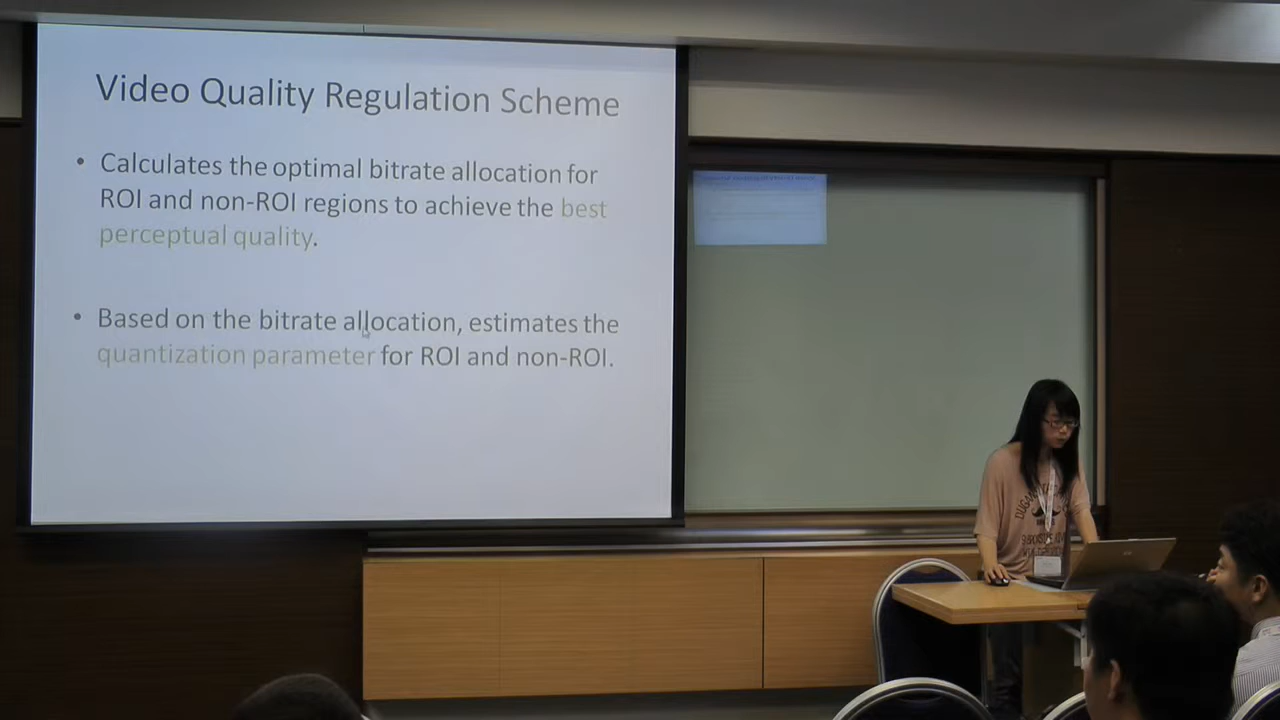 Video Quality Regulation Scheme
• Calculates the optimal bitrate allocation for
ROI and non-ROI regions to achieve the best
perceptual quality.
• Based on the bitrate allocation, estimates the
quantization parameter for ROI and non-ROI.